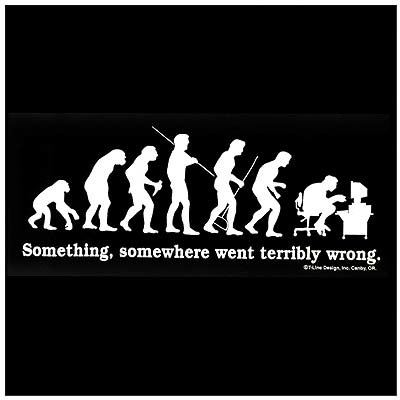 Something, somewhere went terribly wrong.
©T-Line Design, Inc. Canby, OR.